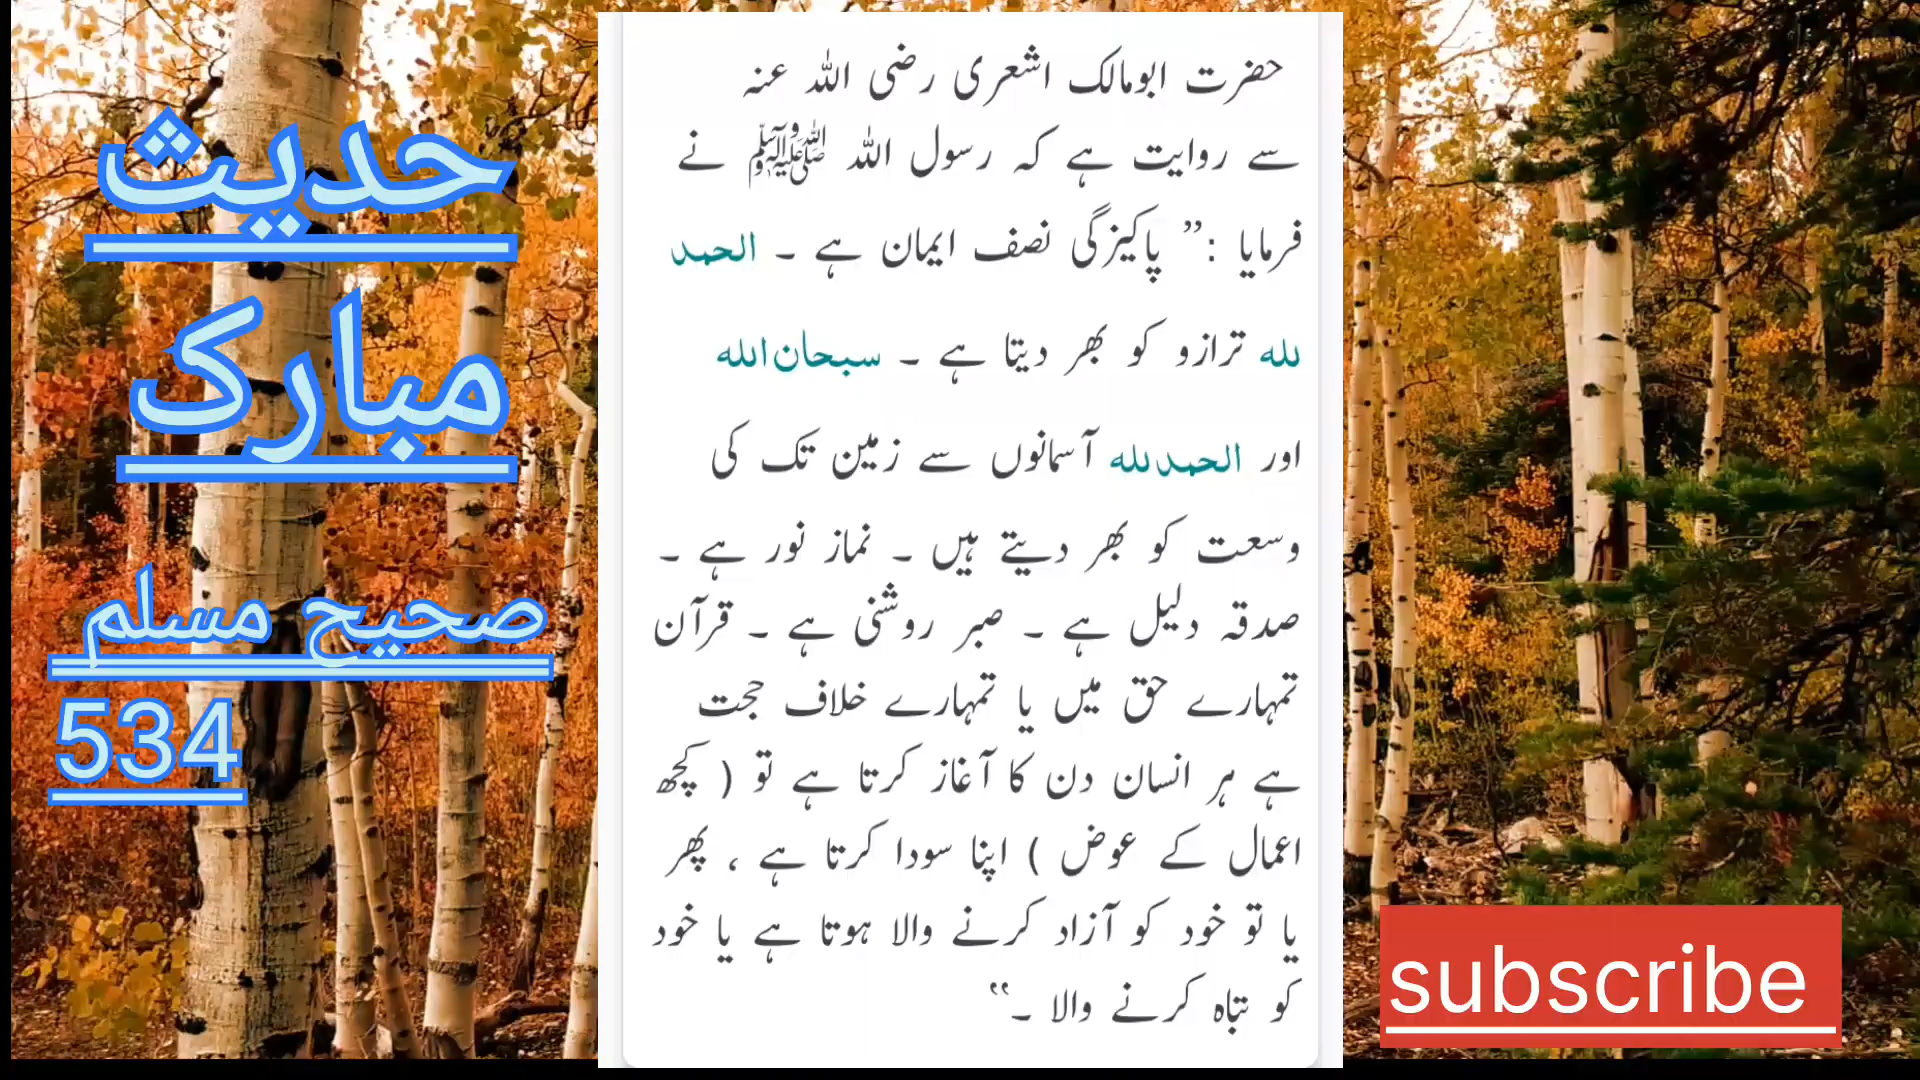 حدیث
مبارک
صحیح مسلم
534
حضرت ابومالک اشعری رضی اللہ عنہ
سے روایت ہے کہ رسول اللہ ﷺ نے
فرمایا :” پاکیزگی نصف ایمان ہے ۔ الحمد
للہ ترازو کو بھر دیتا ہے ۔ سبحان اللہ
اور الحمدللہ آسمانوں سے زمین تک کی
وسعت کو بھر دیتے ہیں ۔ نماز نور ہے ۔
صدقہ دلیل ہے ۔ صبر روشنی ہے ۔ قرآن
تمہارے حق میں یا تمہارے خلاف حجت
ہے ہر انسان دن کا آغاز کرتا ہے تو ( کچھ
اعمال کے عوض ) اپنا سودا کرتا ہے ، پھر
یا تو خود کو آزاد کرنے والا ہوتا ہے یا خود
کو تباہ کرنے والا ۔“
subscribe